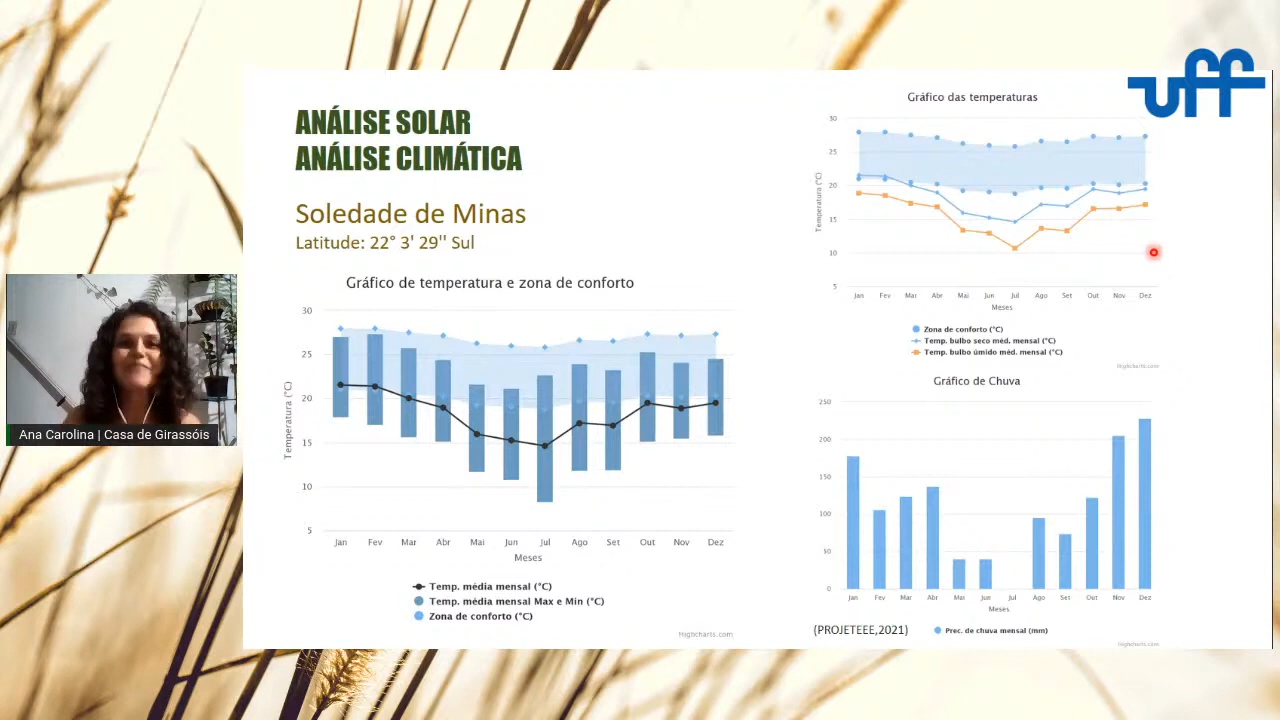 uff
ANÁLISE SOLAR
ANÁLISE CLIMÁTICA
Soledade de Minas
Latitude: 22° 3' 29'' Sul
Gráfico de temperatura e zona de conforto
Temperatura (°C)
30
25
20
15
10
5
Jan Fev Mar Abr Mai Jun Jul Ago Set Out Nov Dez
Meses
Temp. média mensal (°C)
Temp. média mensal Max e Min (°C)
Zona de conforto (°C)
Highcharts.com
Gráfico das temperaturas
Temperatura (°C)
30
25
20
15
10
5
Jan Fev Mar Abr Mai Jun Jul Ago Set Out Nov Dez
Meses
Zona de conforto (°C)
Temp. bulbo seco méd. mensal (°C)
Temp. bulbo úmido méd. mensal (°C)
Highcharts.com
Gráfico de Chuva
250
200
150
100
50
0
Jan Fev Mar Abr Mai Jun Jul Ago Set Out Nov Dez
Meses
(PROJETEEE,2021)
Prec. de chuva mensal (mm)
Highcharts.com
Ana Carolina | Casa de Girassóis